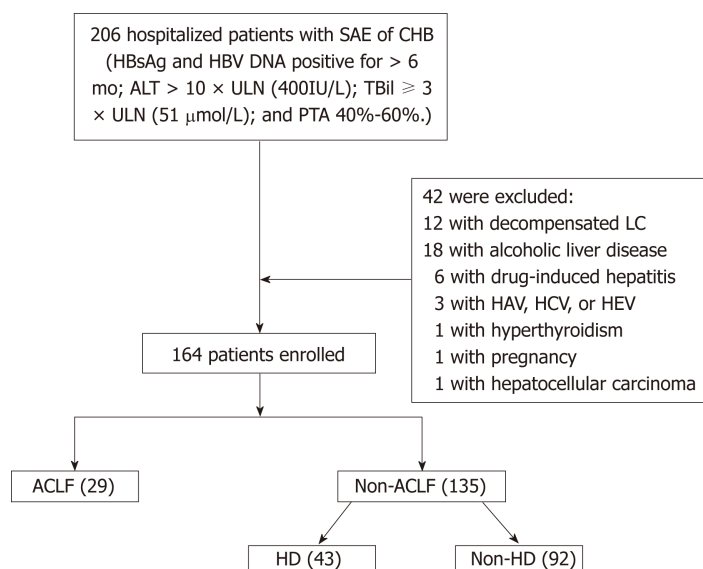 206 hospitalized patients with SAE of CHB
(HBsAg and HBV DNA positive for > 6
mo; ALT > 10 × ULN (400IU/L); TBil ≥ 3
× ULN (51 μmol/L); and PTA 40%-60%.)
42 were excluded:
12 with decompensated LC
18 with alcoholic liver disease
6 with drug-induced hepatitis
3 with HAV, HCV, or HEV
1 with hyperthyroidism
1 with pregnancy
1 with hepatocellular carcinoma
164 patients enrolled
ACLF (29)
Non-ACLF (135)
HD (43)
Non-HD (92)